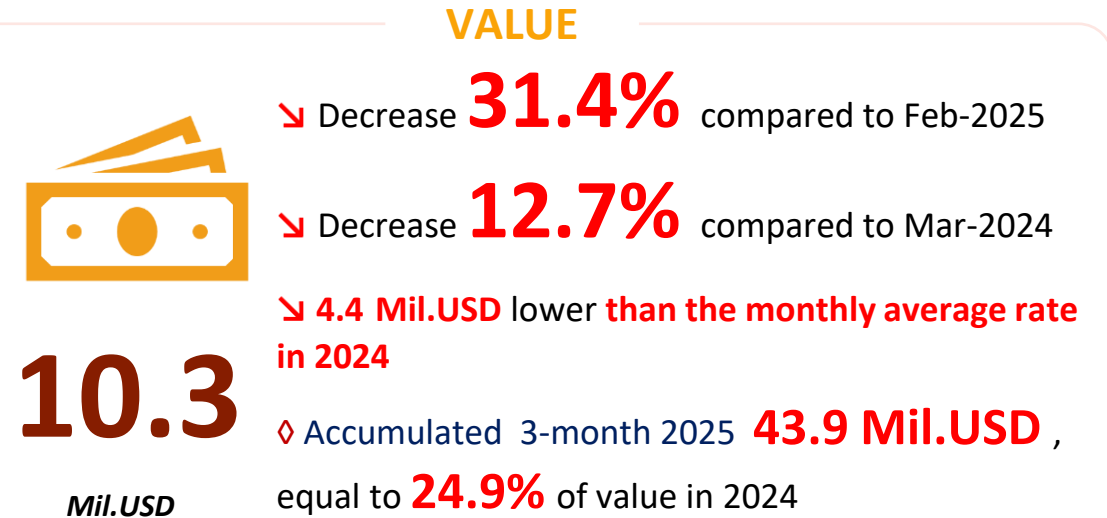 VALUE
↘ Decrease 31.4% compared to Feb-2025
↘ Decrease 12.7% compared to Mar-2024
↘ 4.4 Mil.USD lower than the monthly average rate
in 2024
10.3
Mil.USD
◊ Accumulated 3-month 2025 43.9 Mil.USD ,
equal to 24.9% of value in 2024